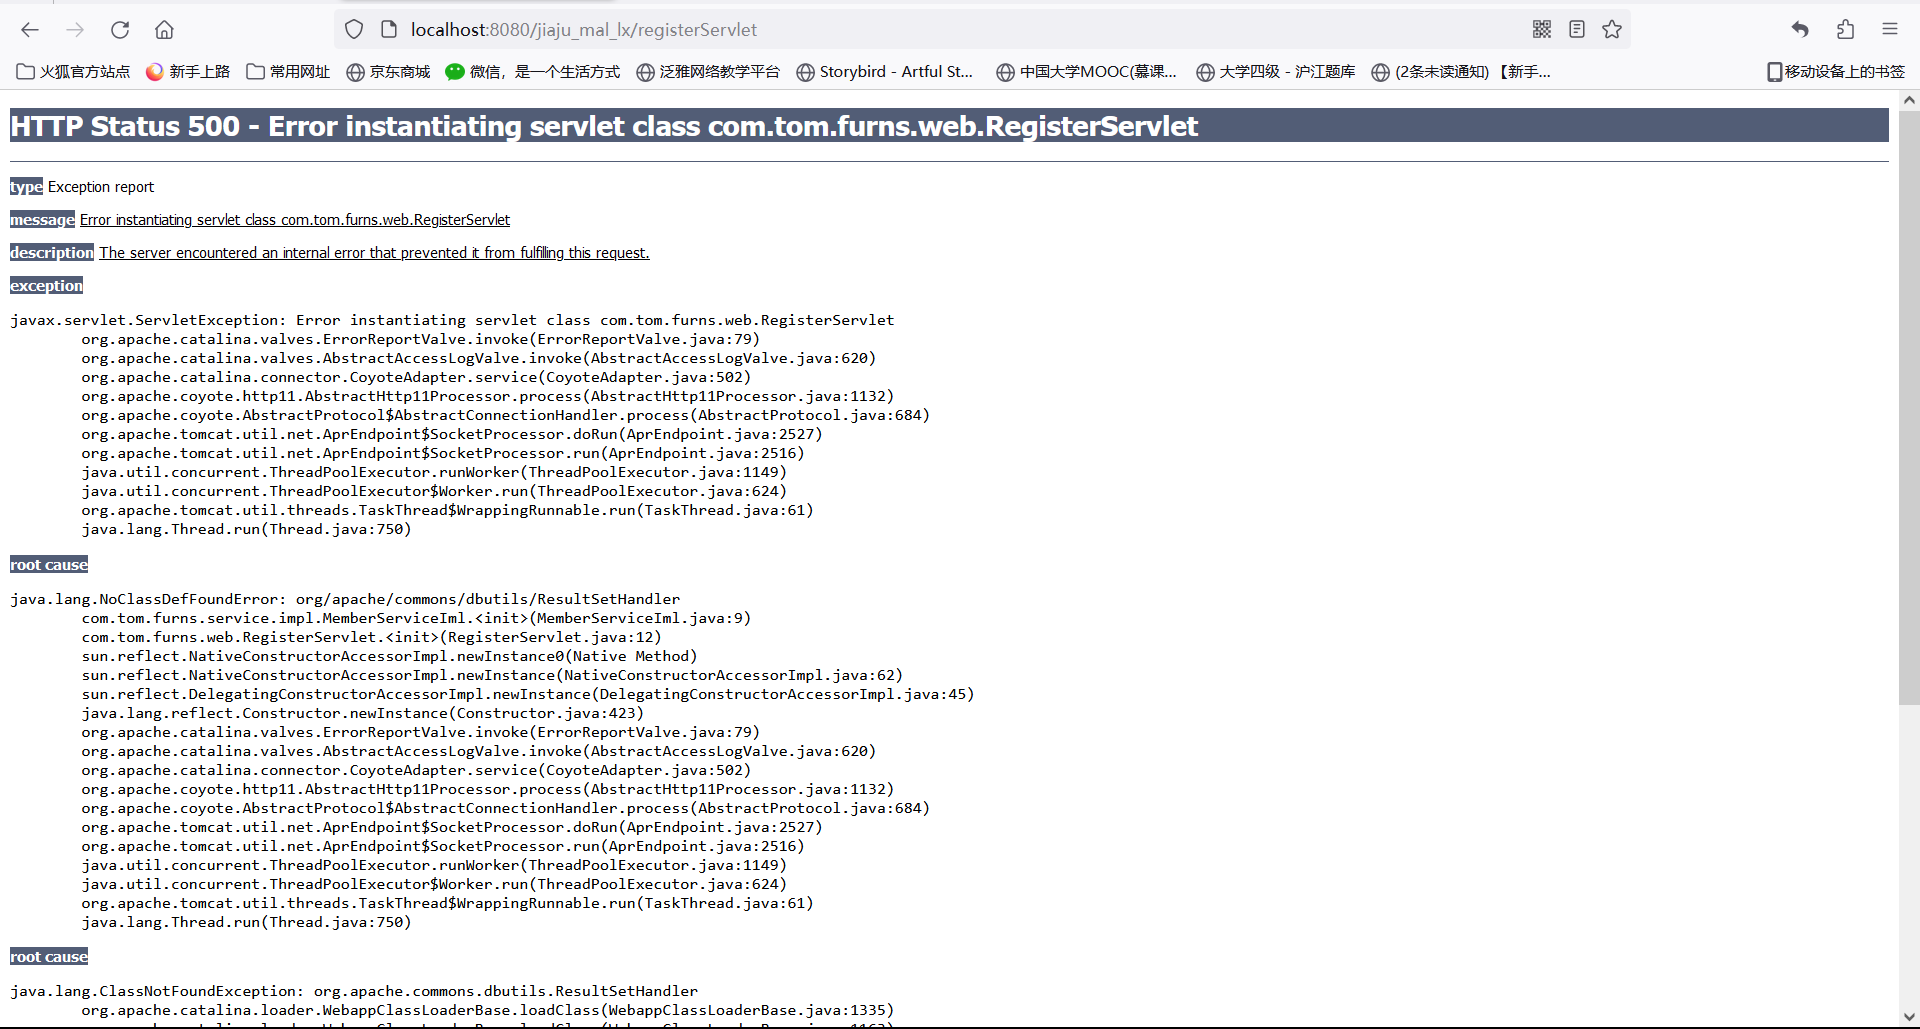 localhost:8080/jiaju_mal_lx/registerServlet
火狐官方站点 新手上路 常用网址 京东商城 微信，是一个生活方式 泛雅网络教学平台 Storybird - Artful St... 中国大学MOOC(慕课... 大学四级 - 沪江题库 (2条未读通知) 【新手... 移动设备上的书签
HTTP Status 500 - Error instantiating servlet class com.tom.furns.web.RegisterServlet
type Exception report
message Error instantiating servlet class com.tom.furns.web.RegisterServlet
description The server encountered an internal error that prevented it from fulfilling this request.
exception
javax.servlet.ServletException: Error instantiating servlet class com.tom.furns.web.RegisterServlet
org.apache.catalina.valves.ErrorReportValve.invoke(ErrorReportValve.java:79)
org.apache.catalina.valves.AbstractAccessLogValve.invoke(AbstractAccessLogValve.java:620)
org.apache.catalina.connector.CoyoteAdapter.service(CoyoteAdapter.java:502)
org.apache.coyote.http11.AbstractHttp11Processor.process(AbstractHttp11Processor.java:1132)
org.apache.coyote.AbstractProtocol$AbstractConnectionHandler.process(AbstractProtocol.java:684)
org.apache.tomcat.util.net.AprEndpoint$SocketProcessor.doRun(AprEndpoint.java:2527)
org.apache.tomcat.util.net.AprEndpoint$SocketProcessor.run(AprEndpoint.java:2516)
java.util.concurrent.ThreadPoolExecutor.runWorker(ThreadPoolExecutor.java:1149)
java.util.concurrent.ThreadPoolExecutor$Worker.run(ThreadPoolExecutor.java:624)
org.apache.tomcat.util.threads.TaskThread$WrappingRunnable.run(TaskThread.java:61)
java.lang.Thread.run(Thread.java:750)
root cause
java.lang.NoClassDefFoundError: org/apache/commons/dbutils/ResultSetHandler
com.tom.furns.service.impl.MemberServiceIml.<init>(MemberServiceIml.java:9)
com.tom.furns.web.RegisterServlet.<init>(RegisterServlet.java:12)
sun.reflect.NativeConstructorAccessorImpl.newInstance0(Native Method)
sun.reflect.NativeConstructorAccessorImpl.newInstance(NativeConstructorAccessorImpl.java:62)
sun.reflect.DelegatingConstructorAccessorImpl.newInstance(DelegatingConstructorAccessorImpl.java:45)
java.lang.reflect.Constructor.newInstance(Constructor.java:423)
org.apache.catalina.valves.ErrorReportValve.invoke(ErrorReportValve.java:79)
org.apache.catalina.valves.AbstractAccessLogValve.invoke(AbstractAccessLogValve.java:620)
org.apache.catalina.connector.CoyoteAdapter.service(CoyoteAdapter.java:502)
org.apache.coyote.http11.AbstractHttp11Processor.process(AbstractHttp11Processor.java:1132)
org.apache.coyote.AbstractProtocol$AbstractConnectionHandler.process(AbstractProtocol.java:684)
org.apache.tomcat.util.net.AprEndpoint$SocketProcessor.doRun(AprEndpoint.java:2527)
org.apache.tomcat.util.net.AprEndpoint$SocketProcessor.run(AprEndpoint.java:2516)
java.util.concurrent.ThreadPoolExecutor.runWorker(ThreadPoolExecutor.java:1149)
java.util.concurrent.ThreadPoolExecutor$Worker.run(ThreadPoolExecutor.java:624)
org.apache.tomcat.util.threads.TaskThread$WrappingRunnable.run(TaskThread.java:61)
java.lang.Thread.run(Thread.java:750)
root cause
java.lang.ClassNotFoundException: org.apache.commons.dbutils.ResultSetHandler
org.apache.catalina.loader.WebappClassLoaderBase.loadClass(WebappClassLoaderBase.java:1335)